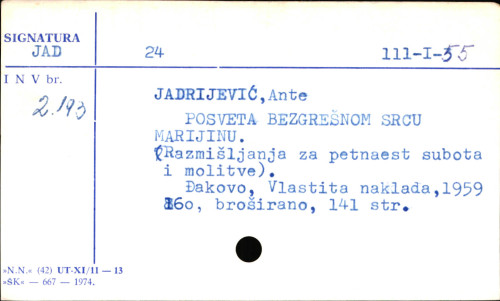 SIGNATURA
JAD 24 111-I-55
I N V br.
2.193
JADRIJEVIĆ,Ante
POSVETA BEZGREŠNOM SRCU
MARIJINU.
(Razmišljanja za petnaest subota
i molitve).
Đakovo, Vlastita naklada,1959
16o, broširano, 141 str.
»N.N.« (42) UT-XI/11 — 13
»SK« — 667 — 1974.